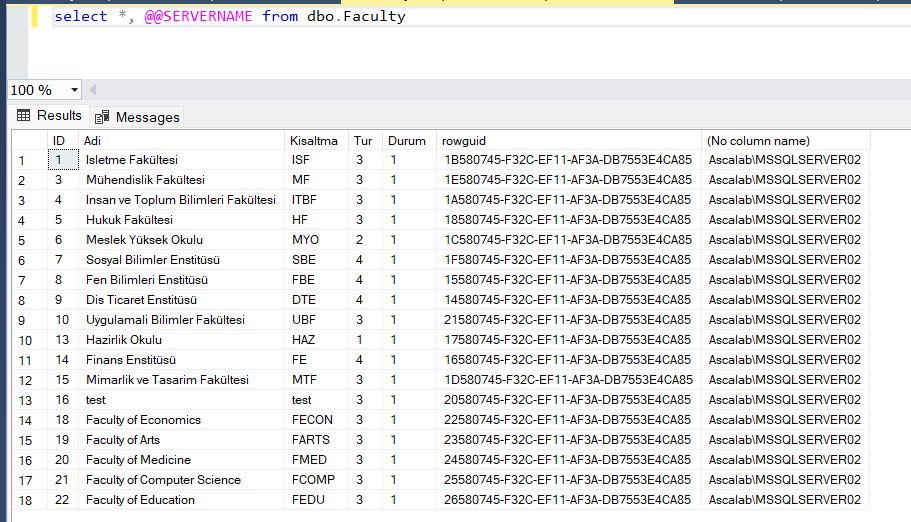 select *, @@SERVERNAME from dbo.Faculty
100 %
Results Messages
ID Adi Kisaltma Tur Durum rowguid (No column name)
1 1 Isletme Fakültesi ISF 3 1 1B580745-F32C-EF11-AF3A-DB7553E4CA85 Ascalab\MSSQLSERVER02
2 3 Mühendislik Fakültesi MF 3 1 1E580745-F32C-EF11-AF3A-DB7553E4CA85 Ascalab\MSSQLSERVER02
3 4 Insan ve Toplum Bilimleri Fakültesi ITBF 3 1 1A580745-F32C-EF11-AF3A-DB7553E4CA85 Ascalab\MSSQLSERVER02
4 5 Hukuk Fakültesi HF 3 1 18580745-F32C-EF11-AF3A-DB7553E4CA85 Ascalab\MSSQLSERVER02
5 6 Meslek Yüksek Okulu MYO 2 1 1C580745-F32C-EF11-AF3A-DB7553E4CA85 Ascalab\MSSQLSERVER02
6 7 Sosyal Bilimler Enstitüsü SBE 4 1 1F580745-F32C-EF11-AF3A-DB7553E4CA85 Ascalab\MSSQLSERVER02
7 8 Fen Bilimleri Enstitüsü FBE 4 1 15580745-F32C-EF11-AF3A-DB7553E4CA85 Ascalab\MSSQLSERVER02
8 9 Dis Ticaret Enstitüsü DTE 4 1 14580745-F32C-EF11-AF3A-DB7553E4CA85 Ascalab\MSSQLSERVER02
9 10 Uygulamali Bilimler Fakültesi UBF 3 1 21580745-F32C-EF11-AF3A-DB7553E4CA85 Ascalab\MSSQLSERVER02
10 13 Hazirlik Okulu HAZ 1 1 17580745-F32C-EF11-AF3A-DB7553E4CA85 Ascalab\MSSQLSERVER02
11 14 Finans Enstitüsü FE 4 1 16580745-F32C-EF11-AF3A-DB7553E4CA85 Ascalab\MSSQLSERVER02
12 15 Mimarlik ve Tasarim Fakültesi MTF 3 1 1D580745-F32C-EF11-AF3A-DB7553E4CA85 Ascalab\MSSQLSERVER02
13 16 test test 3 1 20580745-F32C-EF11-AF3A-DB7553E4CA85 Ascalab\MSSQLSERVER02
14 18 Faculty of Economics FECON 3 1 22580745-F32C-EF11-AF3A-DB7553E4CA85 Ascalab\MSSQLSERVER02
15 19 Faculty of Arts FARTS 3 1 23580745-F32C-EF11-AF3A-DB7553E4CA85 Ascalab\MSSQLSERVER02
16 20 Faculty of Medicine FMED 3 1 24580745-F32C-EF11-AF3A-DB7553E4CA85 Ascalab\MSSQLSERVER02
17 21 Faculty of Computer Science FCOMP 3 1 25580745-F32C-EF11-AF3A-DB7553E4CA85 Ascalab\MSSQLSERVER02
18 22 Faculty of Education FEDU 3 1 26580745-F32C-EF11-AF3A-DB7553E4CA85 Ascalab\MSSQLSERVER02